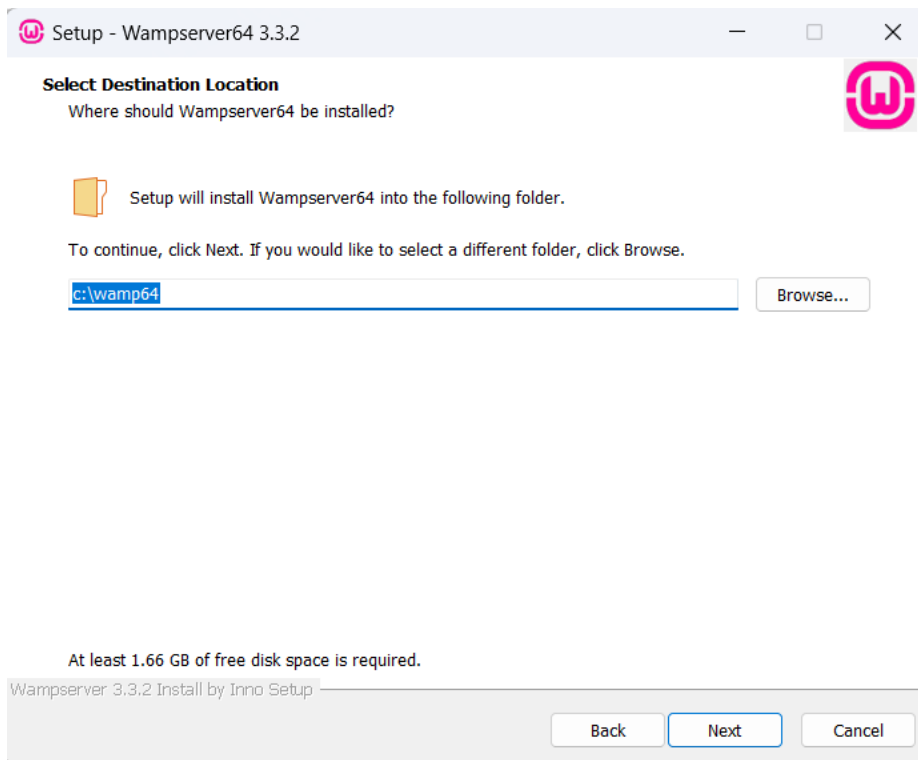 Setup - Wampserver64 3.3.2
Select Destination Location
Where should Wampserver64 be installed?
Setup will install Wampserver64 into the following folder.
To continue, click Next. If you would like to select a different folder, click Browse.
c:\wamp64
Browse...
At least 1.66 GB of free disk space is required.
Wampserver 3.3.2 Install by Inno Setup
Back Next Cancel